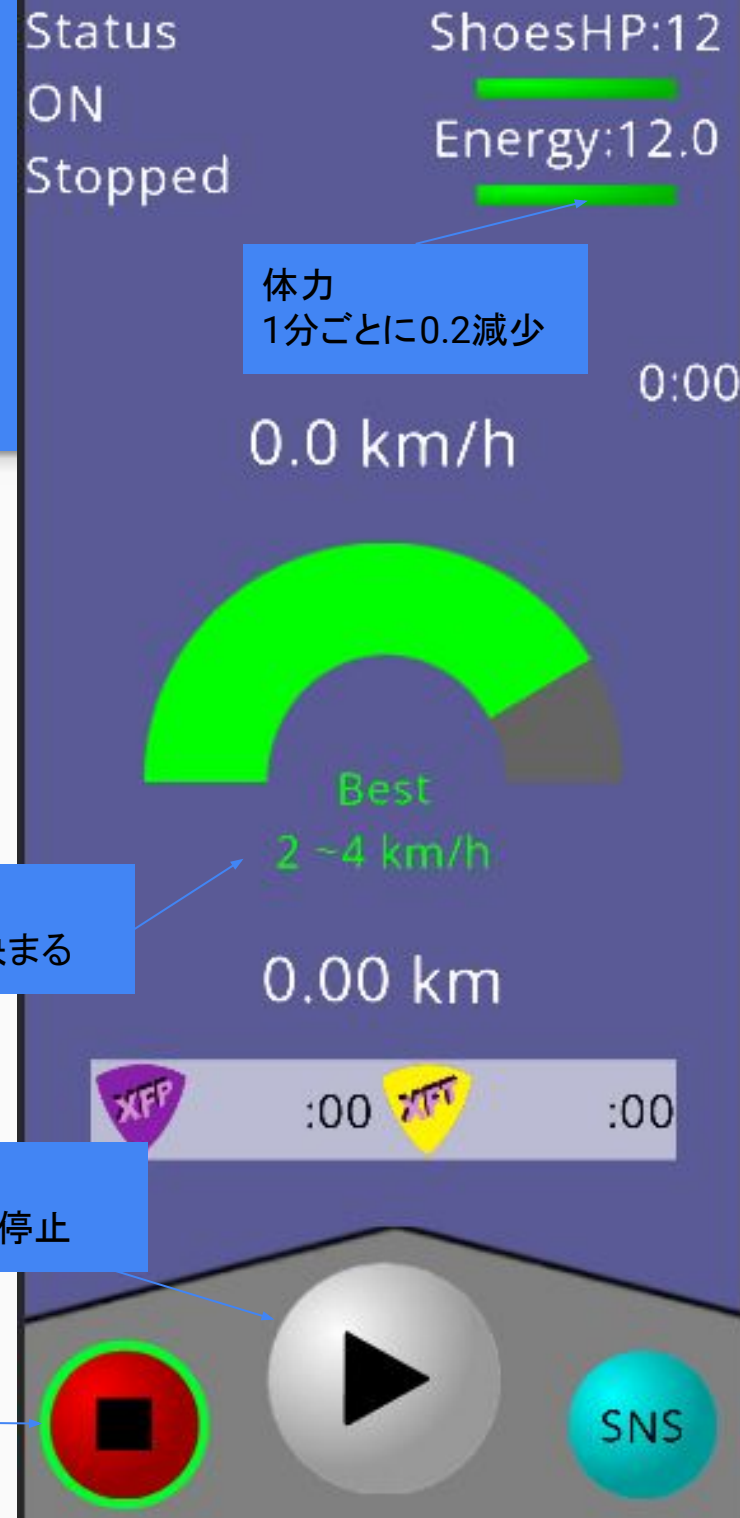 Status
ShoesHP:12
ON
Energy:12.0
Stopped
体力
1分ごとに0.2減少
0:00
0.0 km/h
Best
2 ~4 km/h
まる
0.00 km
XFP
:00
XFT
:00
停止
SNS